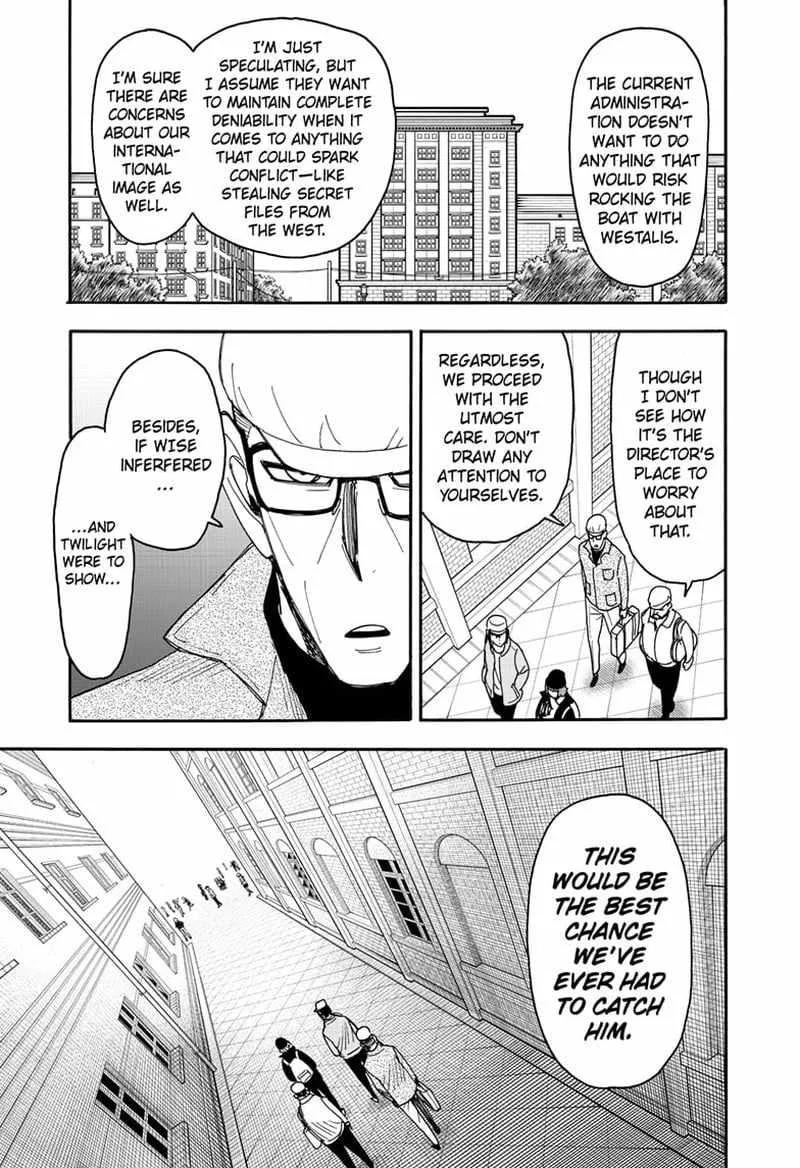 THE CURRENT
ADMINISTRA-
TION DOESN'T
WANT TO DO
ANYTHING THAT
WOULD RISK
ROCKING THE
BOAT WITH
WESTALIS.
I'M JUST
SPECULATING, BUT
I ASSUME THEY WANT
TO MAINTAIN COMPLETE
DENIABILITY WHEN IT
COMES TO ANYTHING
THAT COULD SPARK
CONFLICT—LIKE
STEALING SECRET
FILES FROM
THE WEST.
I'M SURE
THERE ARE
CONCERNS
ABOUT OUR
INTERNA-
TIONAL
IMAGE AS
WELL.
THOUGH
I DON'T
SEE HOW
IT'S THE
DIRECTOR'S
PLACE TO
WORRY
ABOUT
THAT.
REGARDLESS,
WE PROCEED
WITH THE
UTMOST
CARE. DON'T
DRAW ANY
ATTENTION TO
YOURSELVES.
BESIDES,
IF WISE
INFERFERED
...
...AND
TWILIGHT
WERE TO
SHOW...
THIS
WOULD BE
THE BEST
CHANCE
WE'VE
EVER HAD
TO CATCH
HIM.